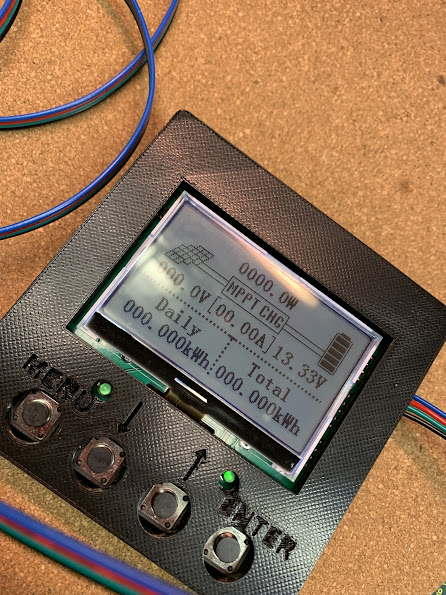 0000.0W
MPPT CHG
000.0V
00.00A
13.33V
Daily
000.000kWh
Total
000.000kWh
MENU
ENTER